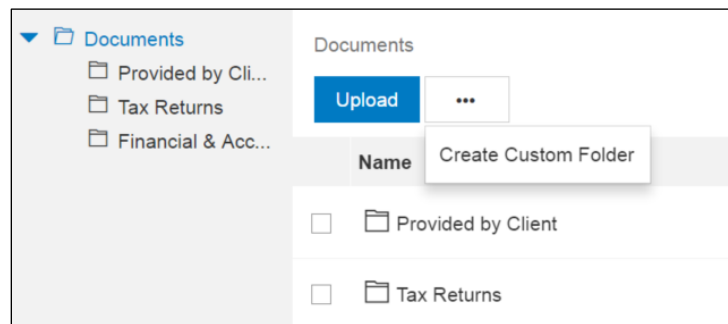 Documents
Provided by Cli...
Tax Returns
Financial & Acc...
Documents
Upload
•••
Create Custom Folder
Name
Provided by Client
Tax Returns